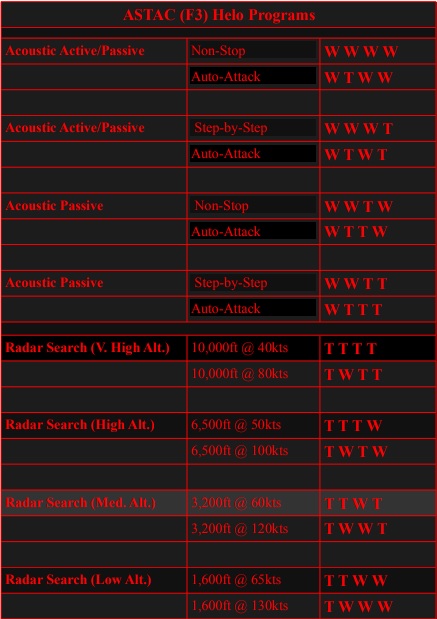 ASTAC (F3) Helo Programs
Acoustic Active/Passive Non-Stop W W W W
Auto-Attack W T W W
Acoustic Active/Passive Step-by-Step W W W T
Auto-Attack W T W T
Acoustic Passive Non-Stop W W T W
Auto-Attack W T T W
Acoustic Passive Step-by-Step W W T T
Auto-Attack W T T T
Radar Search (V. High Alt.) 10,000ft @ 40kts T T T T
10,000ft @ 80kts T W T T
Radar Search (High Alt.) 6,500ft @ 50kts T T T W
6,500ft @ 100kts T W T W
Radar Search (Med. Alt.) 3,200ft @ 60kts T T W T
3,200ft @ 120kts T W W T
Radar Search (Low Alt.) 1,600ft @ 65kts T T W W
1,600ft @ 130kts T W W W